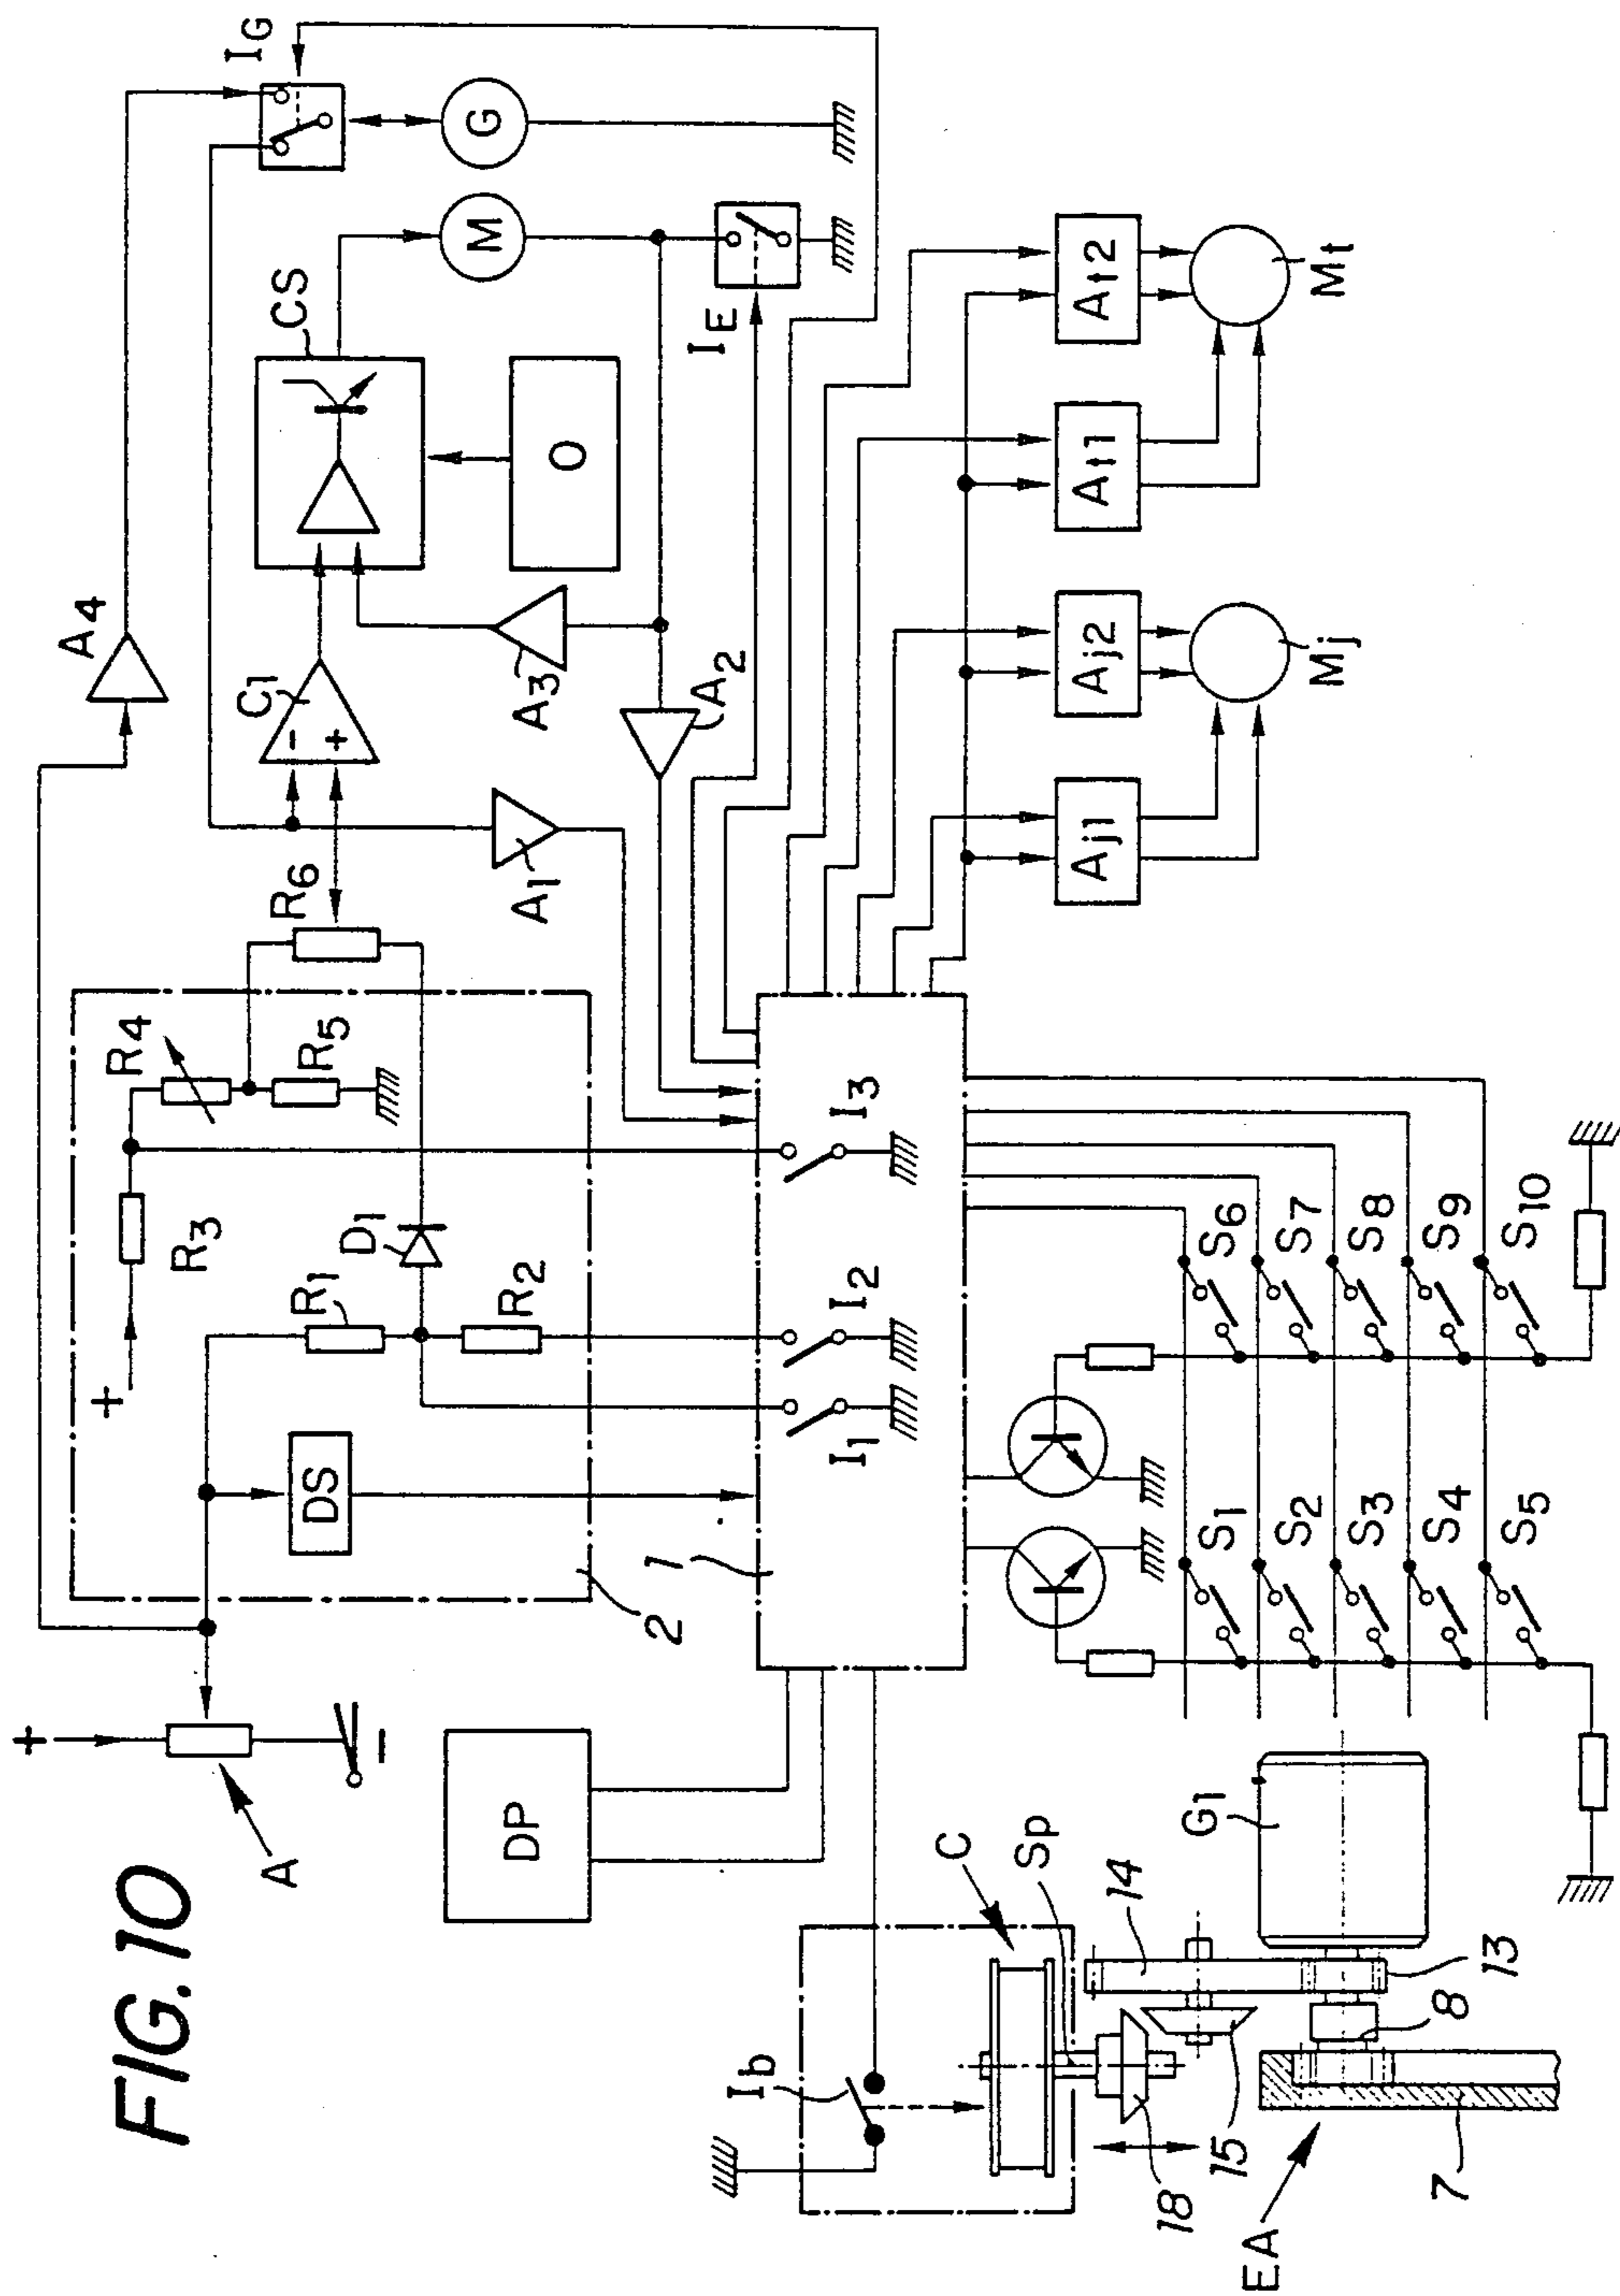 FIG. 10
+
A
−
A4
IG
+
R3
R4
R5
R6
C1
−
+
CS
O
M
G
DS
R1
R2
D1
A1
A3
A2
IE
2
1
DP
I1
I2
I3
Ib
C
Sp
14
18
15
G1
13
8
7
EA
S1
S2
S3
S4
S5
S6
S7
S8
S9
S10
Aj1
Aj2
At1
At2
Mj
Mt